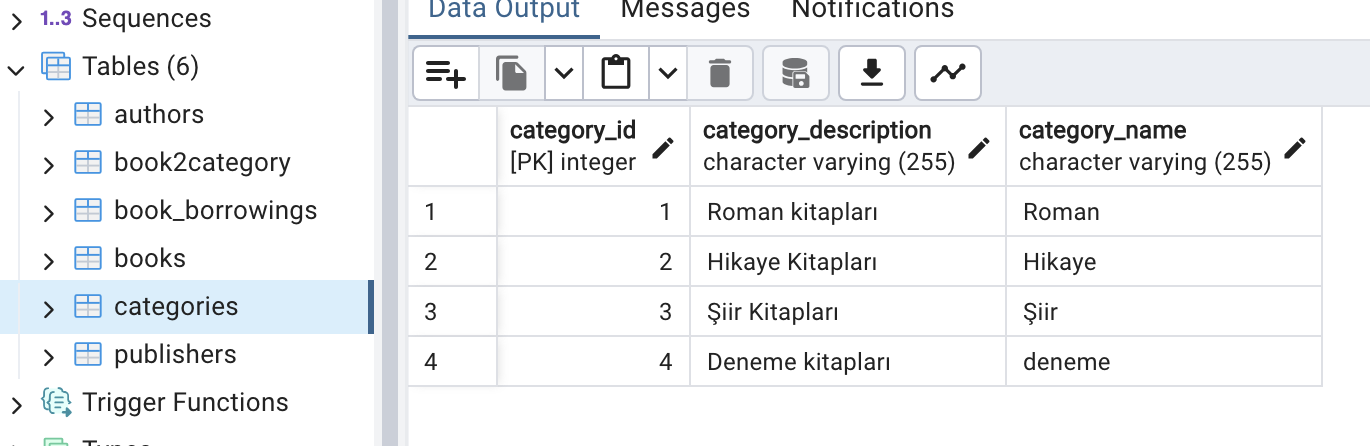 1..3 Sequences
Tables (6)
authors
book2category
book_borrowings
books
categories
publishers
Trigger Functions
Types
Data Output Messages Notifications
category_id category_description category_name
[PK] integer character varying (255) character varying (255)
1 1 Roman kitapları Roman
2 2 Hikaye Kitapları Hikaye
3 3 Şiir Kitapları Şiir
4 4 Deneme kitapları deneme